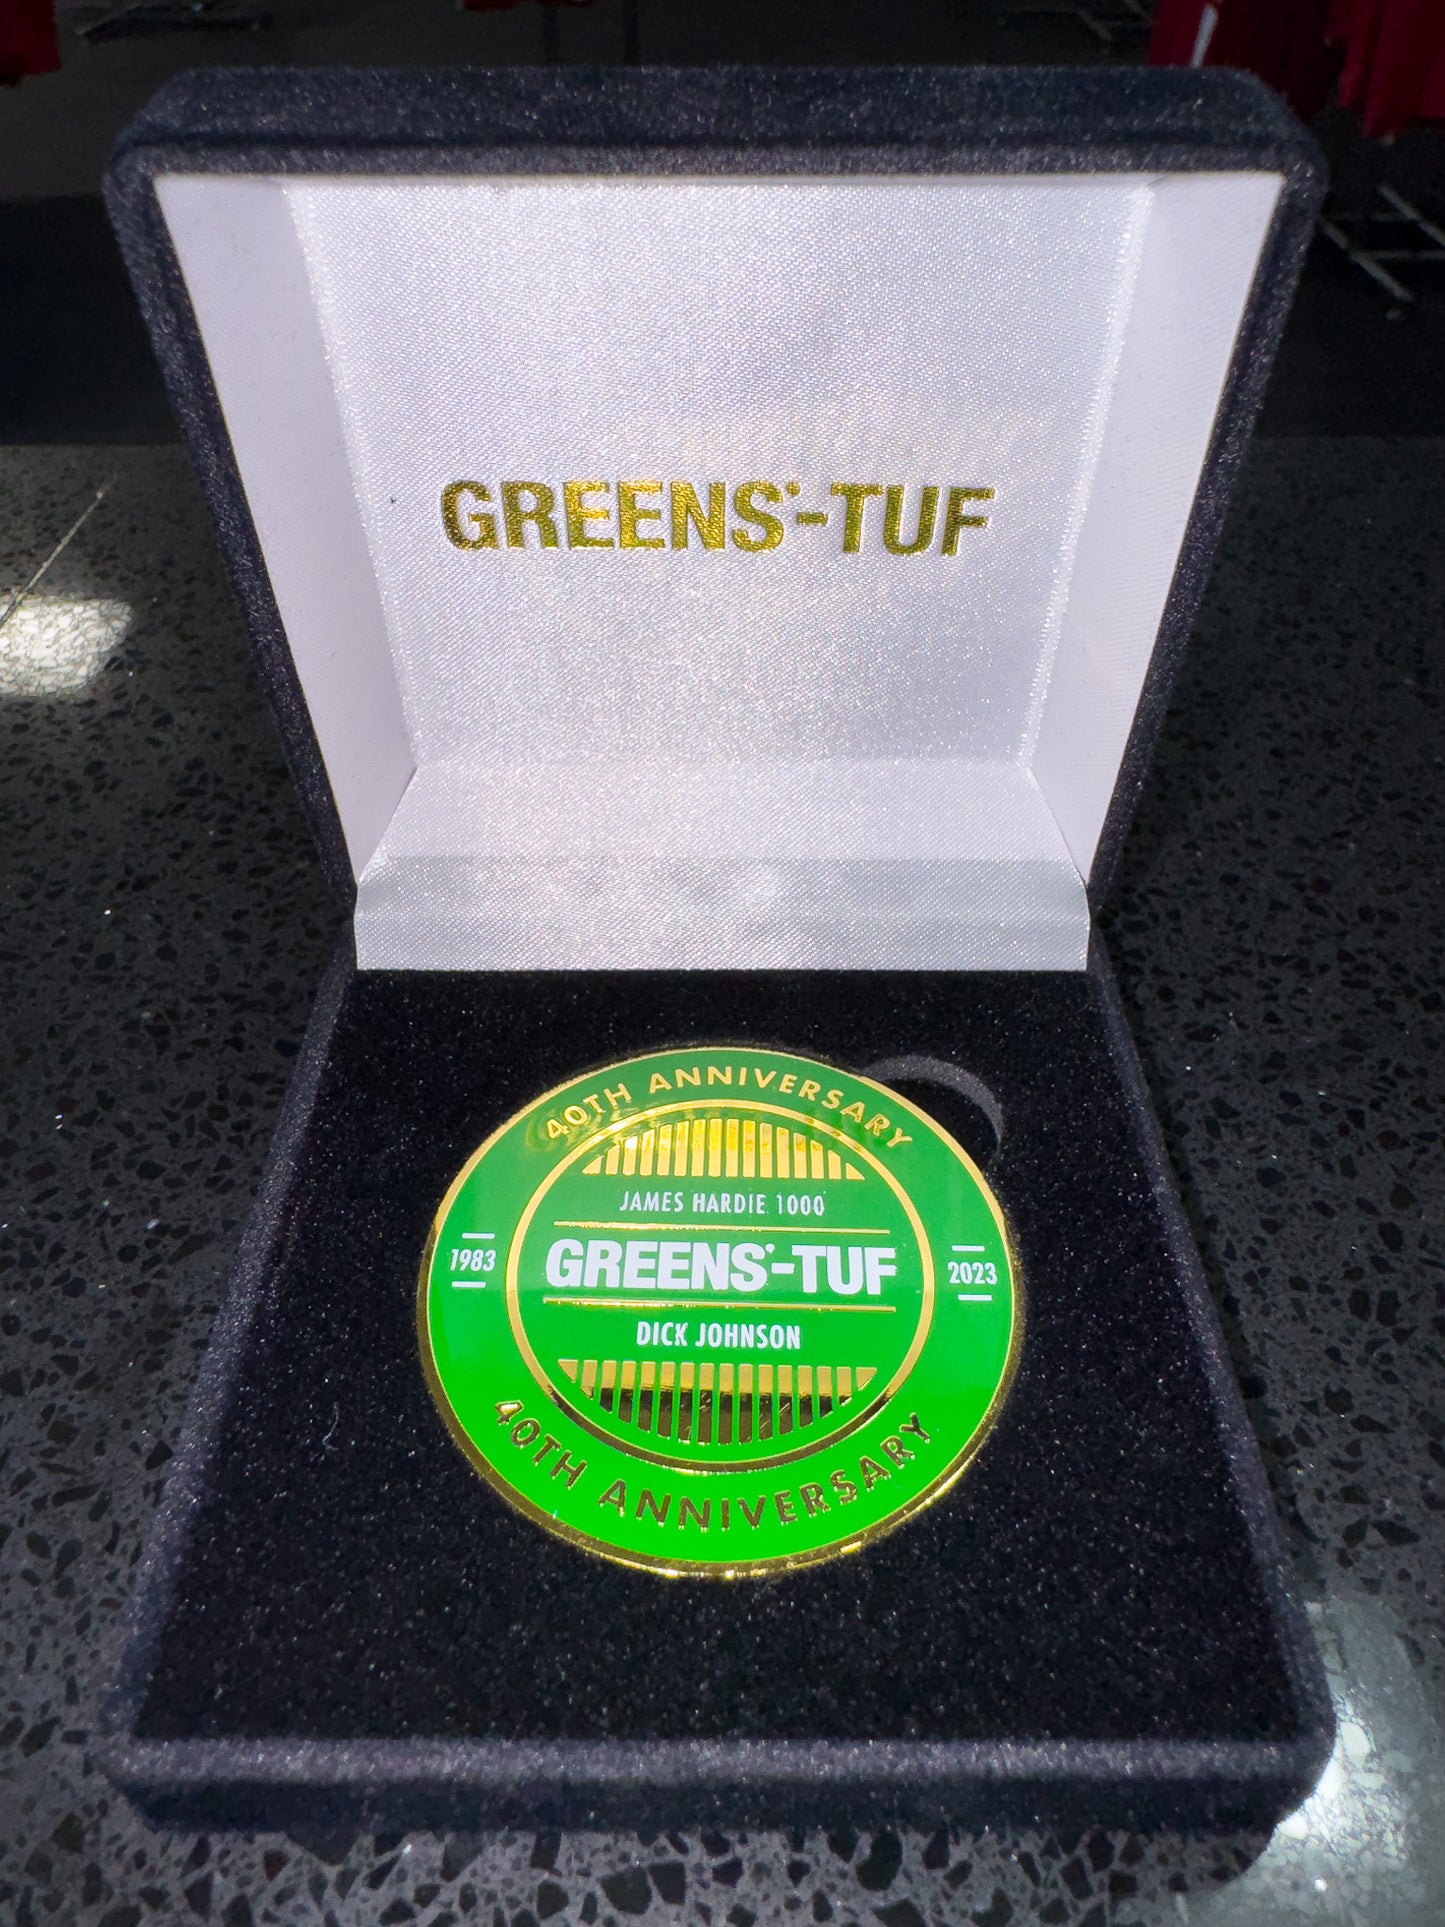 GREENS'-TUF
40TH ANNIVERSARY
JAMES HARDIE 1000
1983
GREENS'-TUF
2023
DICK JOHNSON
40TH ANNIVERSARY